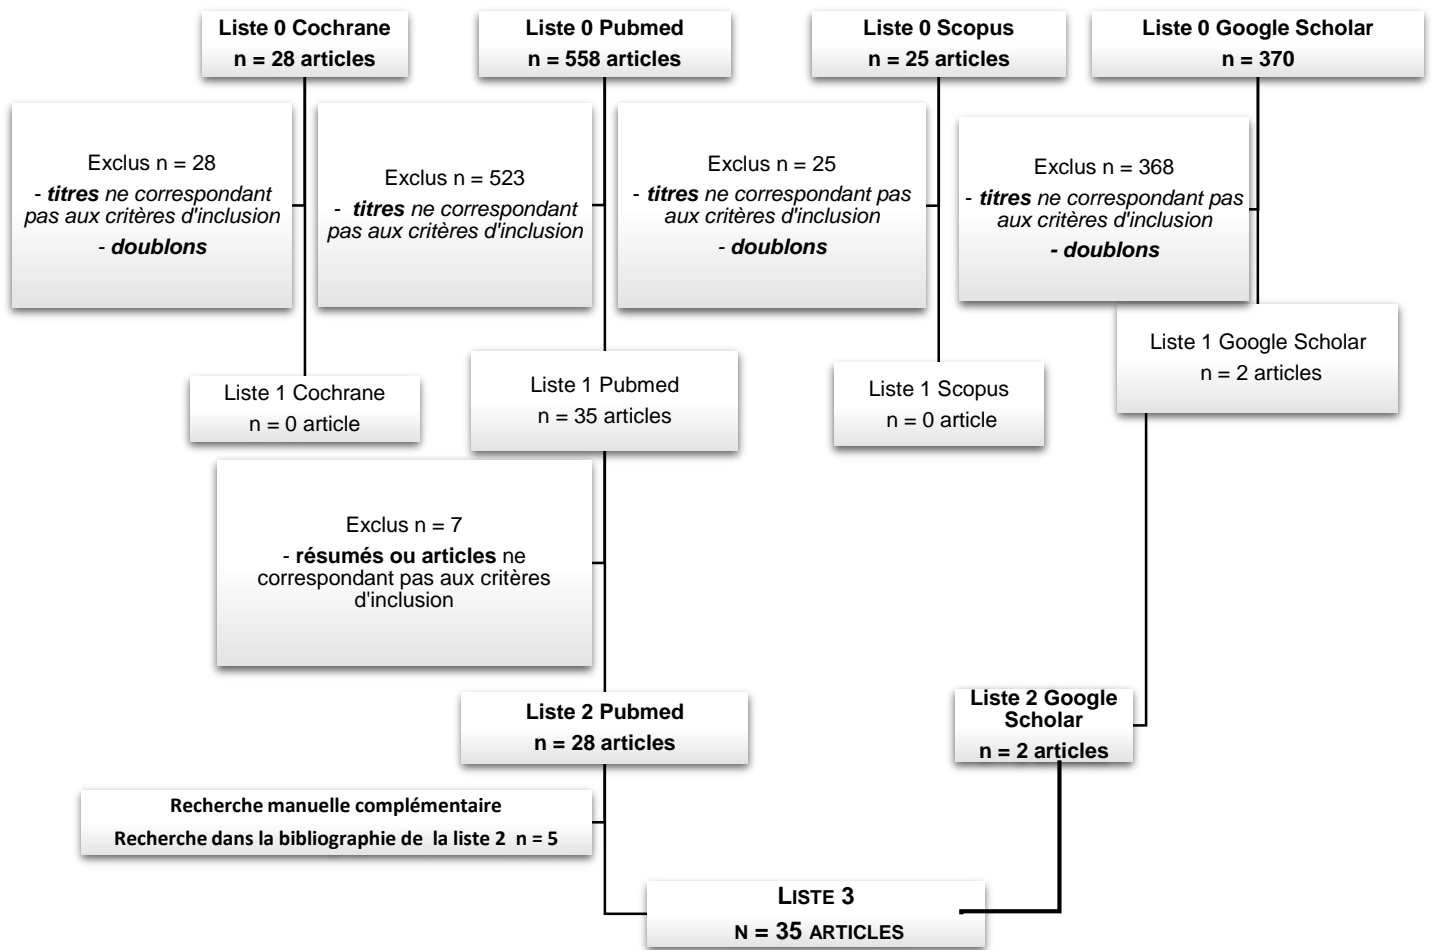 Liste 0 Cochrane
n = 28 articles
Liste 0 Pubmed
n = 558 articles
Liste 0 Scopus
n = 25 articles
Liste 0 Google Scholar
n = 370
Exclus n = 28
- titres ne correspondant
pas aux critères d'inclusion
- doublons
Exclus n = 523
- titres ne correspondant
pas aux critères d'inclusion
Exclus n = 25
- titres ne correspondant pas
aux critères d'inclusion
- doublons
Exclus n = 368
- titres ne correspondant pas
aux critères d'inclusion
- doublons
Liste 1 Cochrane
n = 0 article
Liste 1 Pubmed
n = 35 articles
Liste 1 Scopus
n = 0 article
Liste 1 Google Scholar
n = 2 articles
Exclus n = 7
- résumés ou articles ne
correspondant pas aux critères
d'inclusion
Liste 2 Pubmed
n = 28 articles
Liste 2 Google
Scholar
n = 2 articles
Recherche manuelle complémentaire
Recherche dans la bibliographie de la liste 2 n = 5
LISTE 3
N = 35 ARTICLES